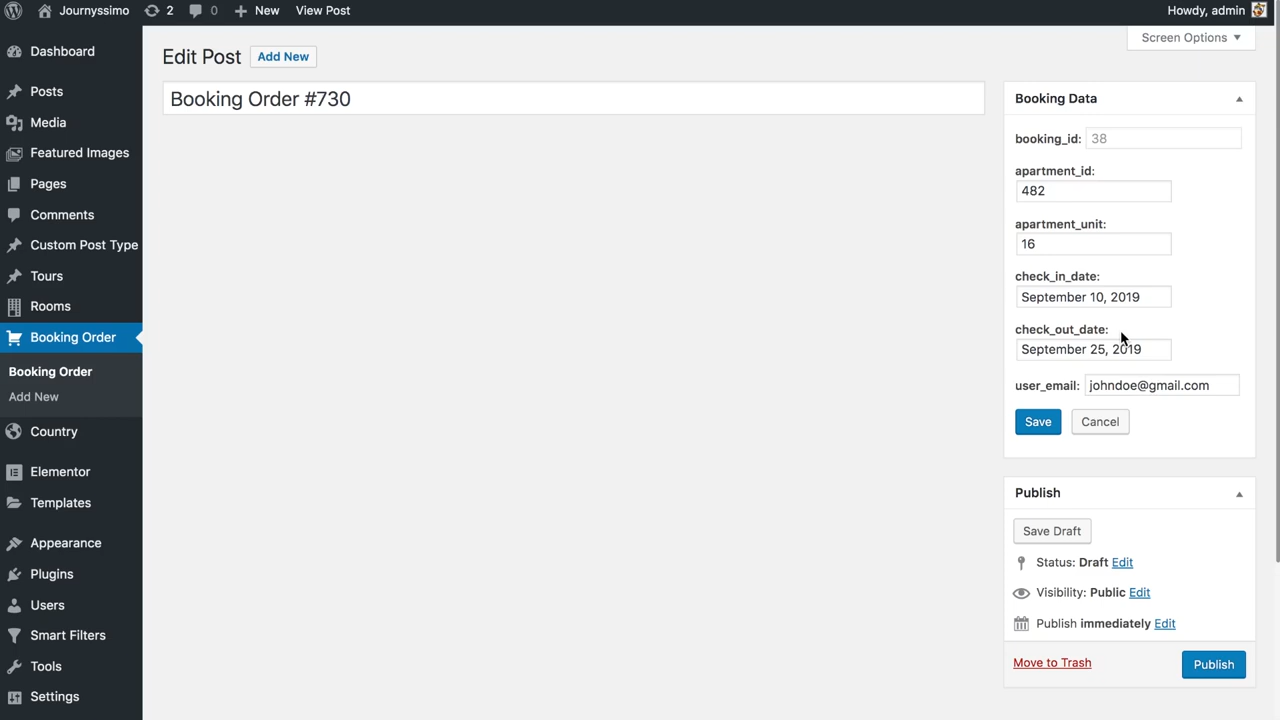 Journyssimo 2 0 New View Post Howdy, admin
Screen Options
Dashboard
Posts
Media
Featured Images
Pages
Comments
Custom Post Type
Tours
Rooms
Booking Order
Booking Order
Add New
Country
Elementor
Templates
Appearance
Plugins
Users
Smart Filters
Tools
Settings
Edit Post Add New
Booking Order #730
Booking Data
booking_id: 38
apartment_id:
482
apartment_unit:
16
check_in_date:
September 10, 2019
check_out_date:
September 25, 2019
user_email: johndoe@gmail.com
Save Cancel
Publish
Save Draft
Status: Draft Edit
Visibility: Public Edit
Publish immediately Edit
Move to Trash Publish